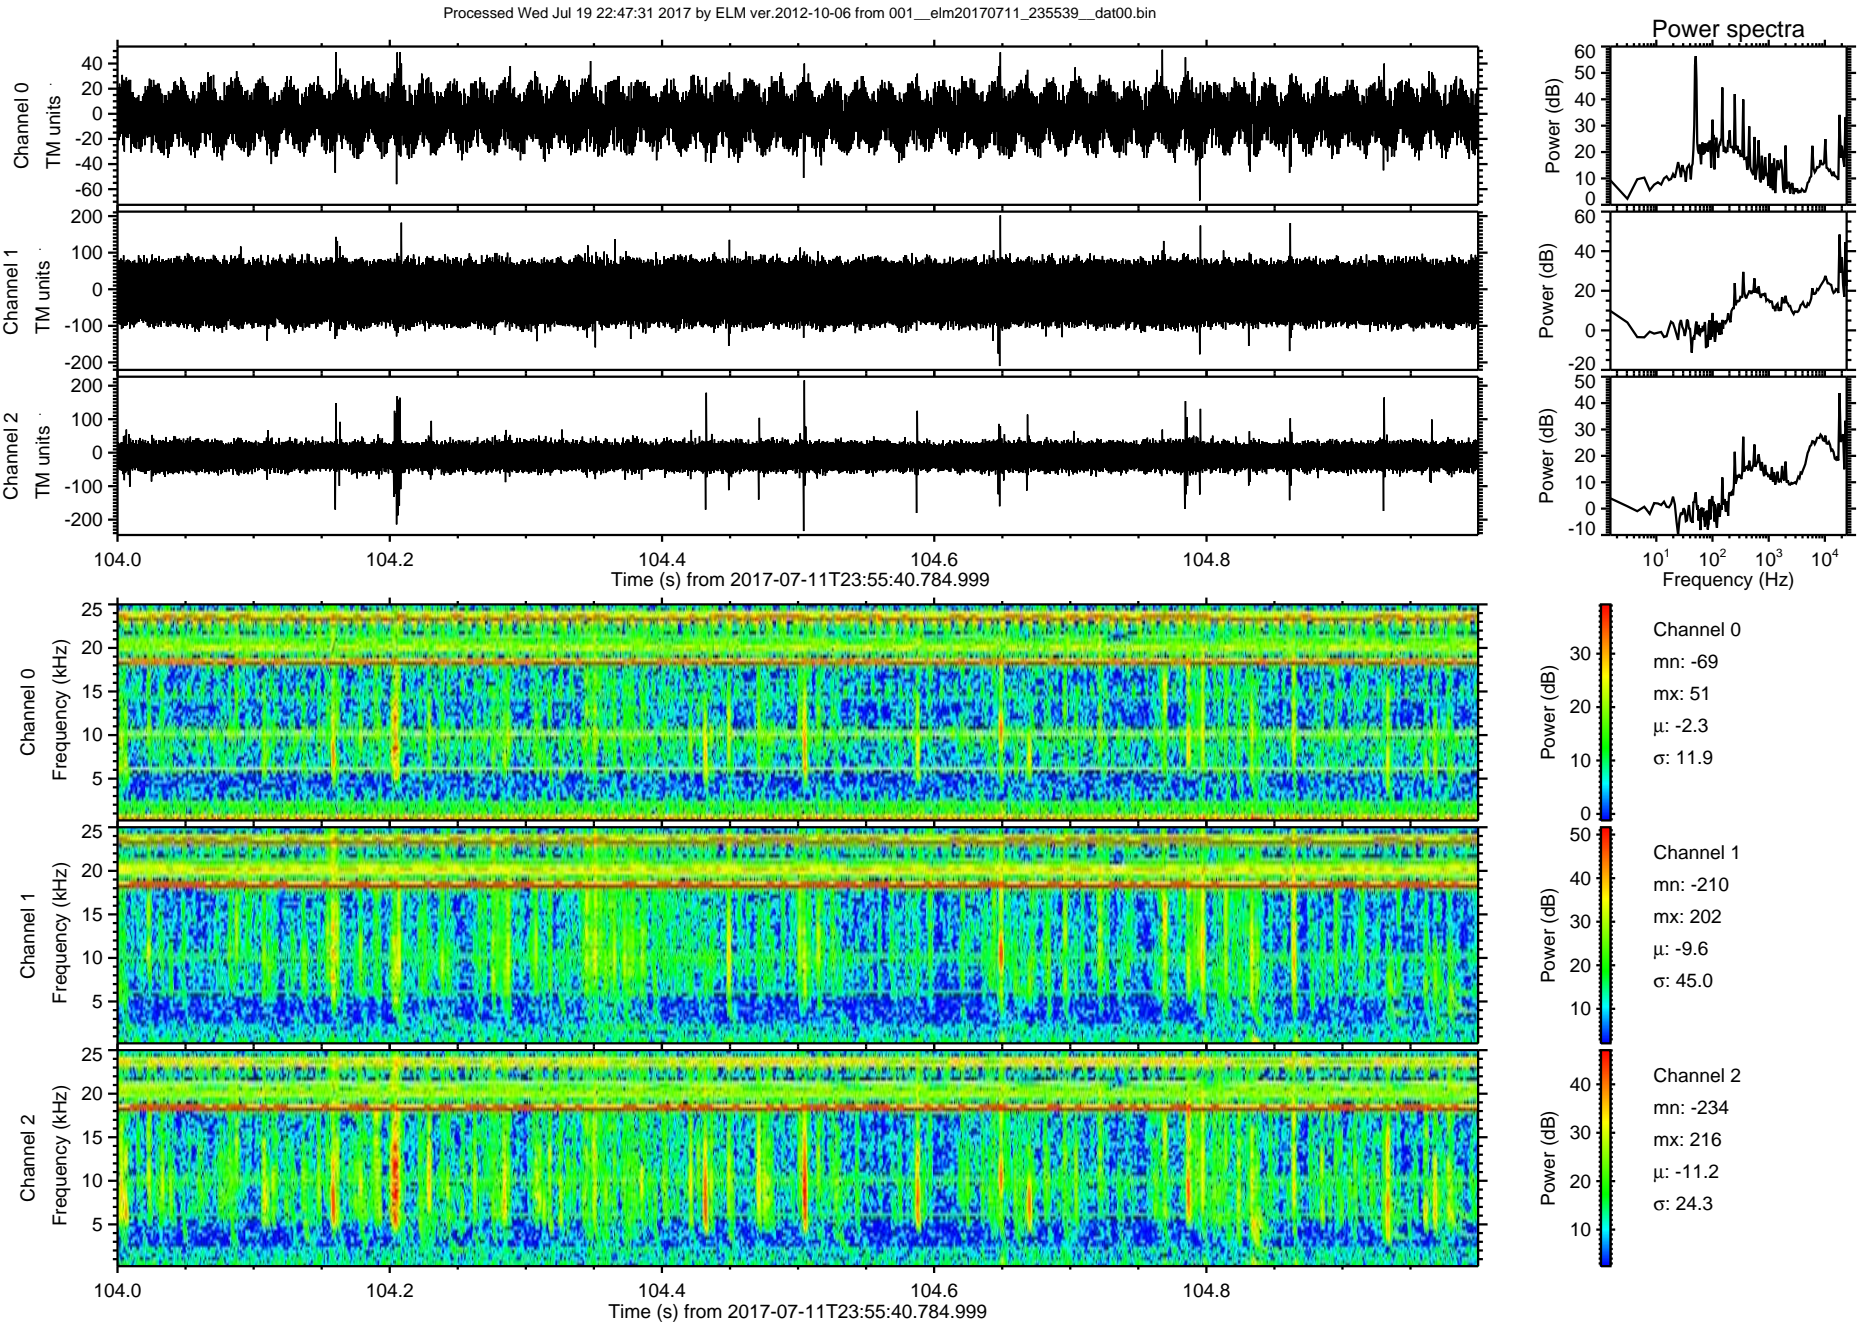 Processed Wed Jul 19 22:47:31 2017 by ELM ver.2012-10-06 from 001__elm20170711_235539__dat00.bin
Power spectra
Channel 0
TM units
40
20
0
-20
-40
-60
Power (dB)
60
50
40
30
20
10
0
Channel 1
TM units
200
100
0
-100
-200
Power (dB)
60
40
20
0
-20
Channel 2
TM units
200
100
0
-100
-200
Power (dB)
50
40
30
20
10
0
-10
104.0 104.2 104.4 104.6 104.8
Time (s) from 2017-07-11T23:55:40.784.999
10^1 10^2 10^3 10^4
Frequency (Hz)
Channel 0
Frequency (kHz)
25
20
15
10
5
Power (dB)
30
20
10
0
Channel 0
mn: -69
mx: 51
μ: -2.3
σ: 11.9
Channel 1
Frequency (kHz)
25
20
15
10
5
Power (dB)
50
40
30
20
10
Channel 1
mn: -210
mx: 202
μ: -9.6
σ: 45.0
Channel 2
Frequency (kHz)
25
20
15
10
5
Power (dB)
40
30
20
10
Channel 2
mn: -234
mx: 216
μ: -11.2
σ: 24.3
104.0 104.2 104.4 104.6 104.8
Time (s) from 2017-07-11T23:55:40.784.999